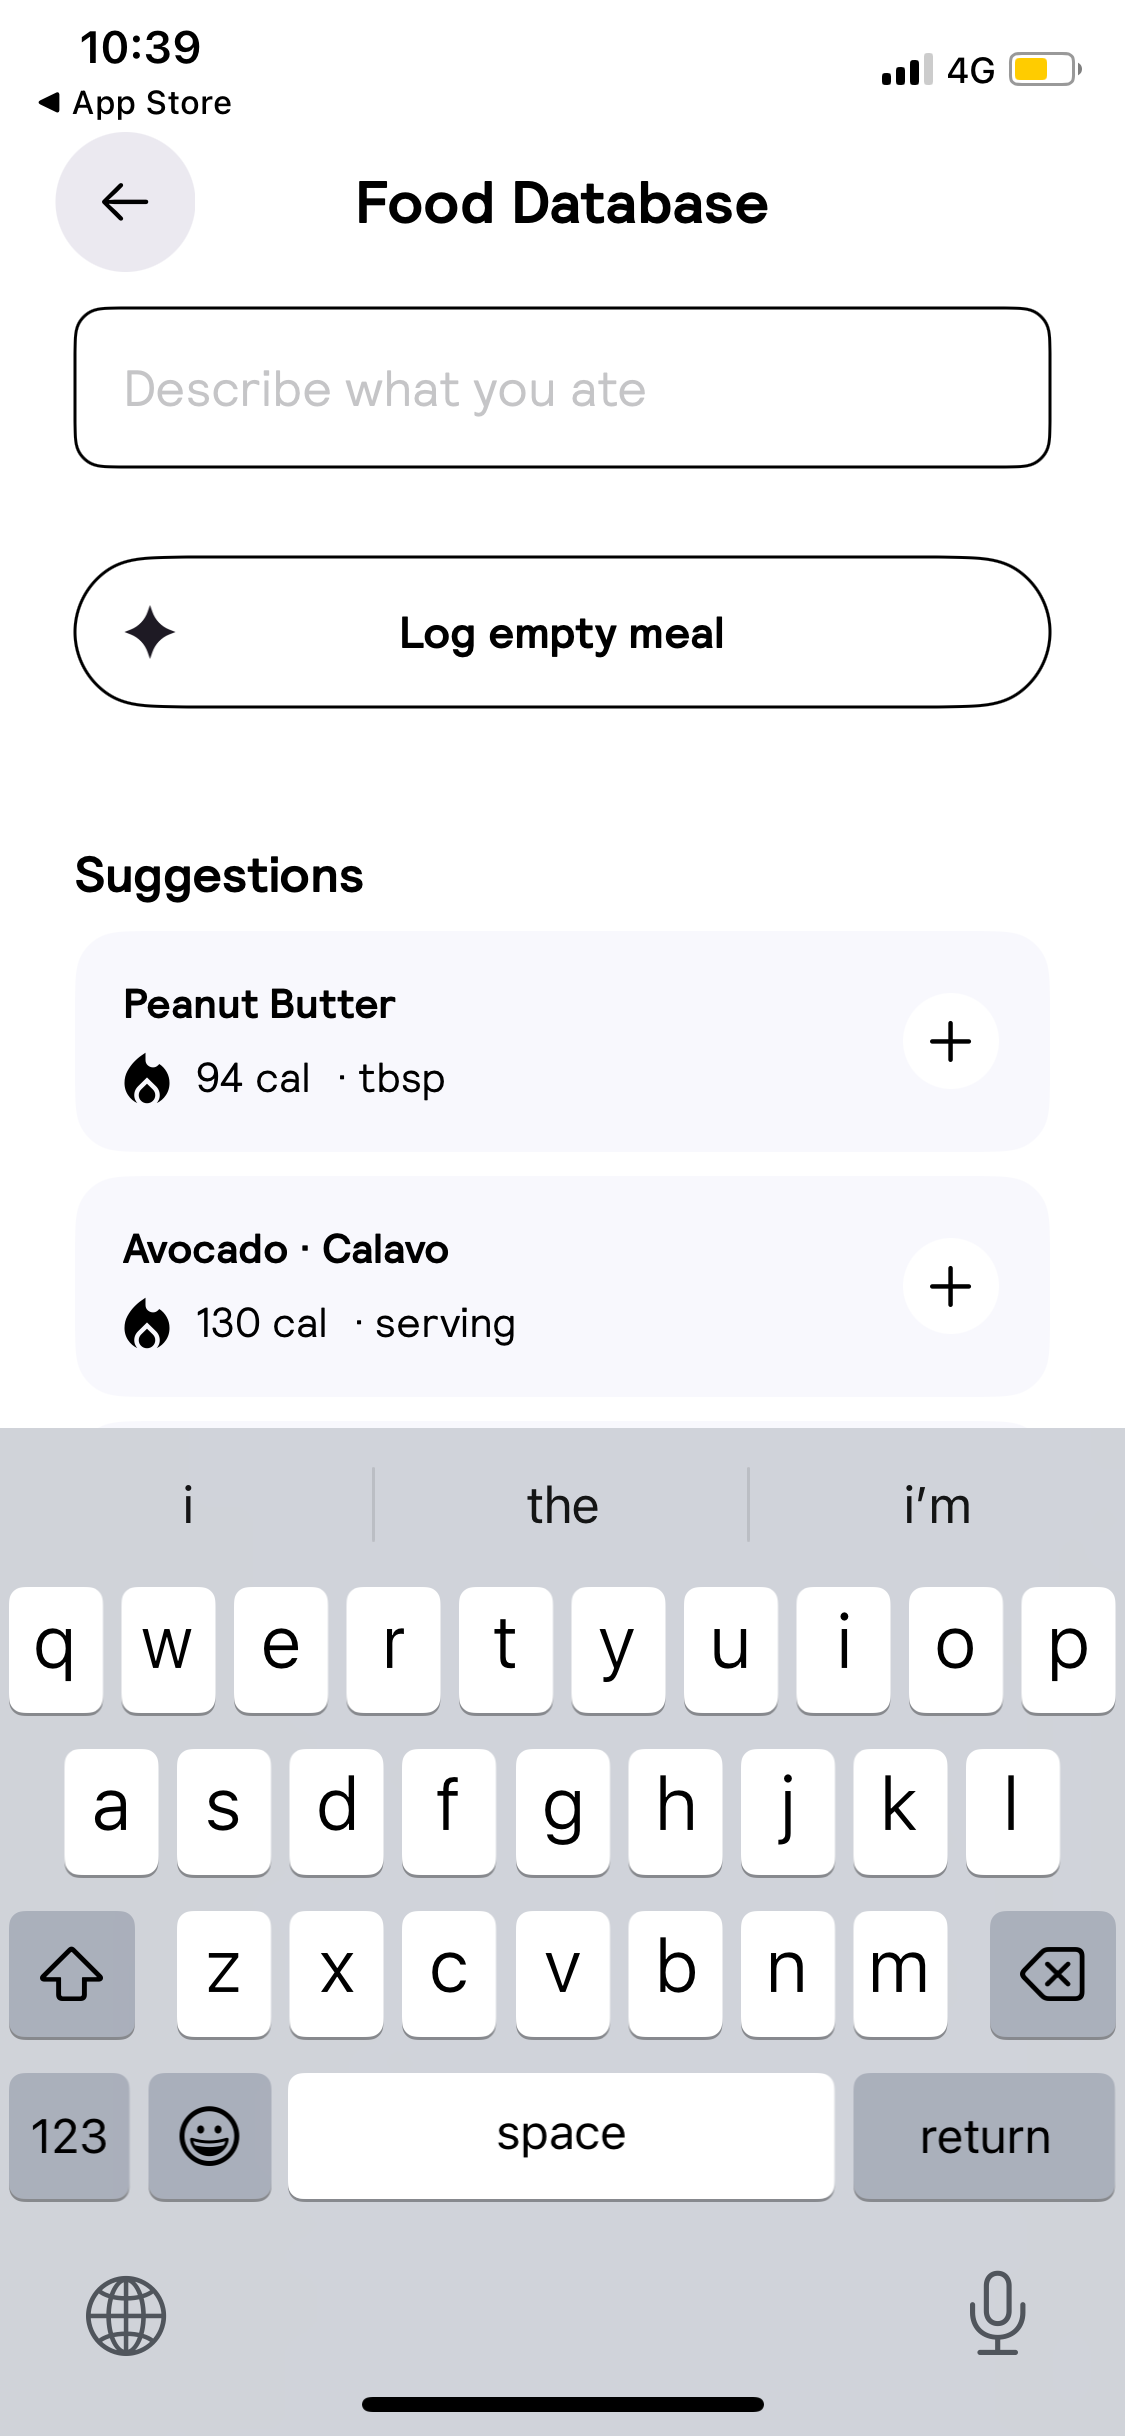 10:39
4G
◀ App Store
Food Database
Describe what you ate
Log empty meal
Suggestions
Peanut Butter
94 cal · tbsp
Avocado · Calavo
130 cal · serving
i the i'm
q w e r t y u i o p
a s d f g h j k l
z x c v b n m
123 space return